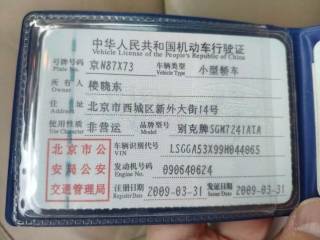 中华人民共和国机动车行驶证
Vehicle License of the People's Republic of China
号牌号码 京N87X73 车辆类型 小型轿车
Plate No. Vehicle Type
所有人 楼晓东
Owner
住址 北京市西城区新外大街14号
Address
使用性质 非营运 品牌型号 别克牌SGM7241ATA
Use Character Model
北京市公安局公安交通管理局
车辆识别代号 LSGGA53X99H044065
VIN
发动机号码 090640624
Engine No.
注册日期 2009-03-31 发证日期 2009-03-31
Register Date Issue Date